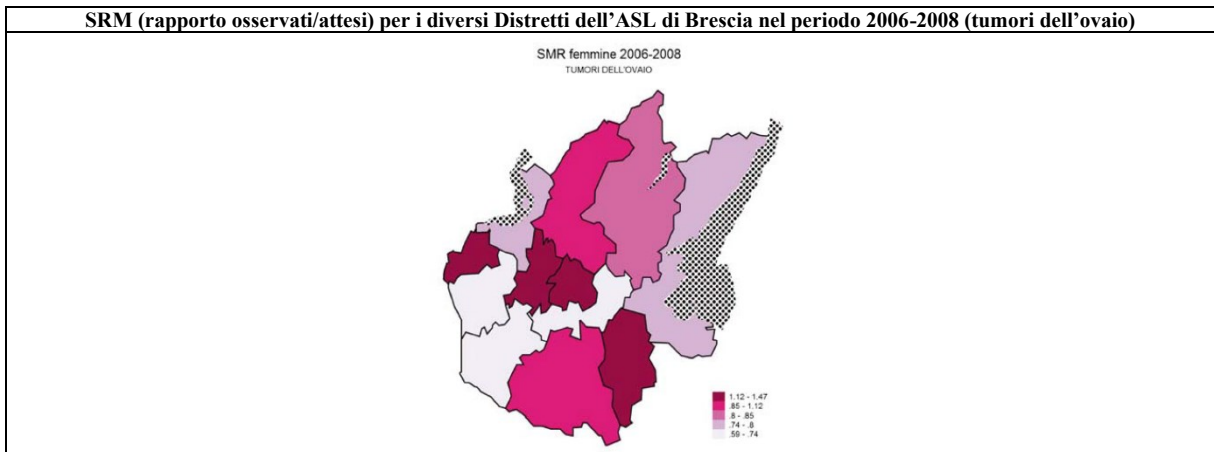 SRM (rapporto osservati/attesi) per i diversi Distretti dell’ASL di Brescia nel periodo 2006-2008 (tumori dell’ovaio)
SMR femmine 2006-2008
TUMORI DELL'OVAIO
1.12 - 1.47
.85 - 1.12
.8 - .85
.74 - .8
.59 - .74